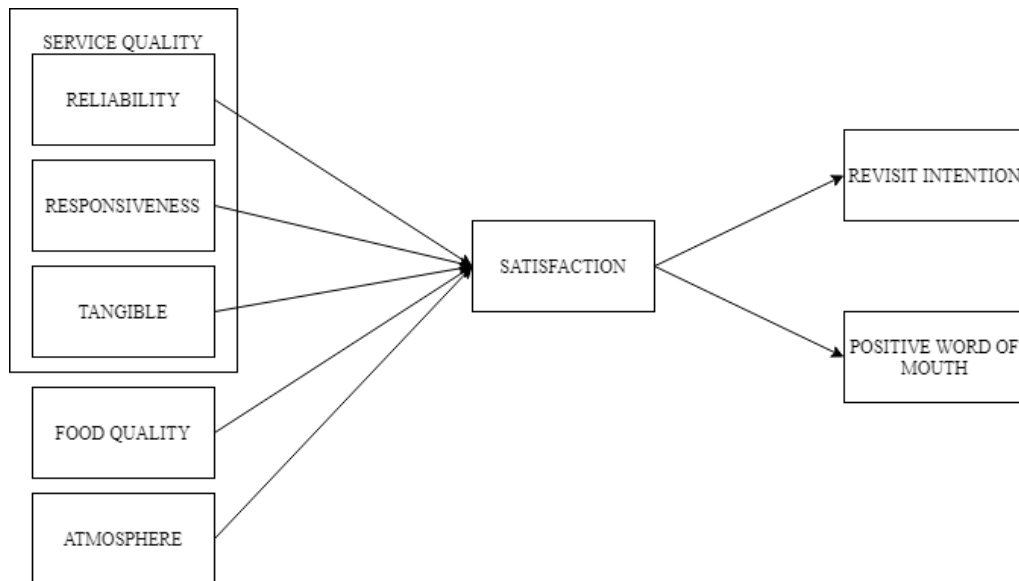 SERVICE QUALITY
RELIABILITY
RESPONSIVENESS
TANGIBLE
FOOD QUALITY
ATMOSPHERE
SATISFACTION
REVISIT INTENTION
POSITIVE WORD OF
MOUTH